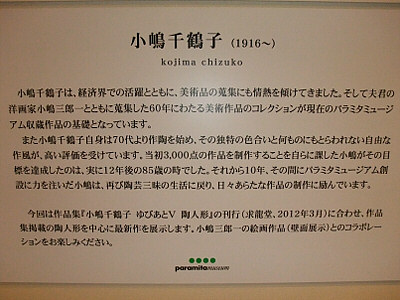 小嶋千鶴子 (1916〜)
kojima chizuko
小嶋千鶴子は、経済界での活躍とともに、美術品の蒐集にも情熱を傾けてきました。そして夫君の
洋画家小嶋三郎一とともに蒐集した60年にわたる美術作品のコレクションが現在のパラミタミュージ
アム収蔵作品の基礎となっています。
また小嶋千鶴子自身は70代より作陶を始め、その独特の色合いと何ものにもとらわれない自由な
作風が、高い評価を受けています。当初3,000点の作品を制作することを自らに課した小嶋がその目
標を達成したのは、実に12年後の85歳の時でした。それから10年、その間にパラミタミュージアム創
設に力を注いだ小嶋は、再び陶芸三昧の生活に戻り、日々あらたな作品の制作に励んでいます。
今回は作品集『小嶋千鶴子 ゆびあとV 陶人形』の刊行(求龍堂、2012年3月)に合わせ、作品
集掲載の陶人形を中心に最新作を展示します。小嶋三郎一の絵画作品(壁面展示)とのコラボレ
ーションをお楽しみください。
paramitamuseum